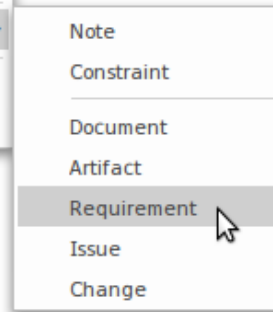 Note
Constraint
Document
Artifact
Requirement
Issue
Change